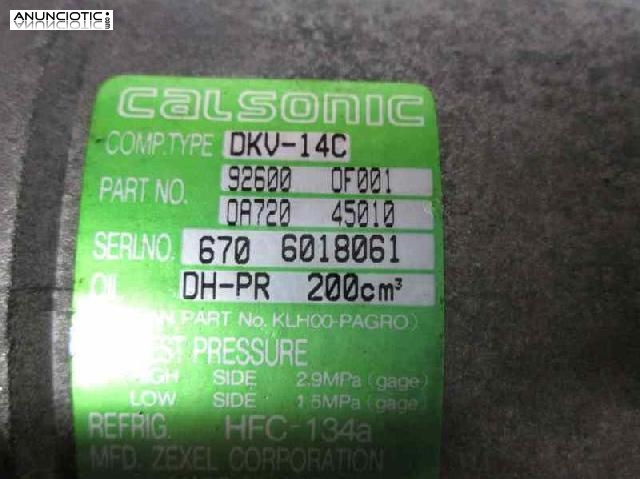 ANUNCIOTIC.com
calsonic
COMP.TYPE DKV-14C
PART NO. 92600 0F001
0A720 45010
SERI.NO. 670 6018061
OIL DH-PR 200cm³
PART No. KLH00-PAGRO)
PRESSURE
HIGH SIDE 2.9MPa (gage)
LOW SIDE 1.5MPa (gage)
REFRIG. HFC-134a
MFD. ZEXEL CORPORATION